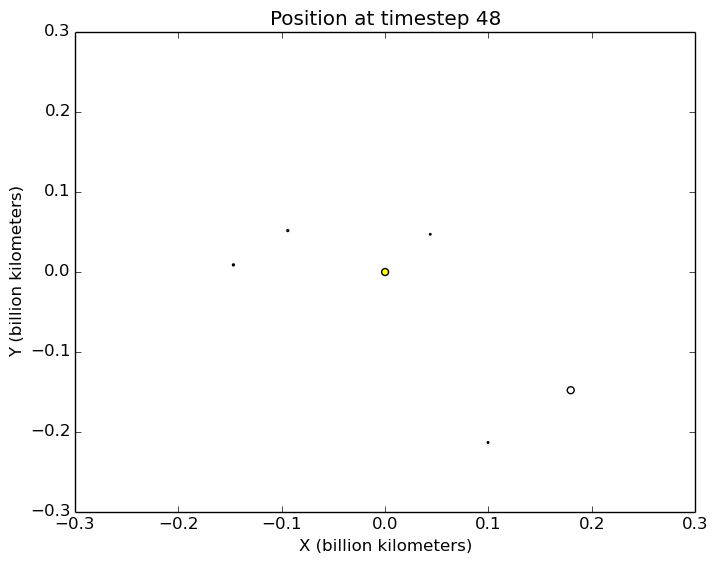 Position at timestep 48
0.3
0.2
0.1
0.0
−0.1
−0.2
−0.3
Y (billion kilometers)
−0.3 −0.2 −0.1 0.0 0.1 0.2 0.3
X (billion kilometers)